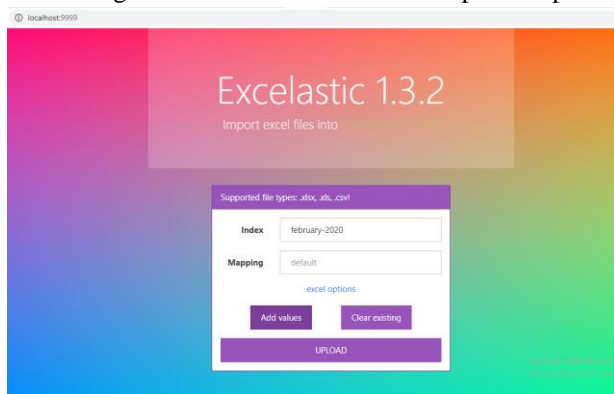 localhost:9999
Excelastic 1.3.2
Import excel files into
Supported file types: .xlsx, .xls, .csv!
Index
february-2020
Mapping
default
excel options
Add values
Clear existing
UPLOAD